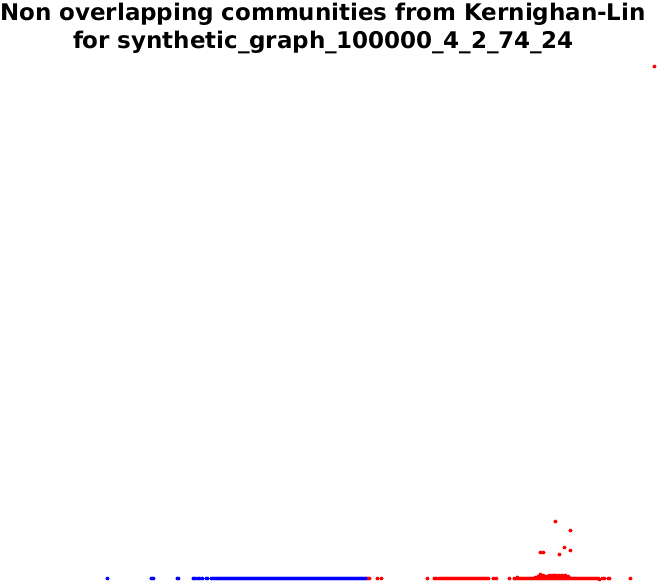 Non overlapping communities from Kernighan-Lin
for synthetic_graph_100000_4_2_74_24